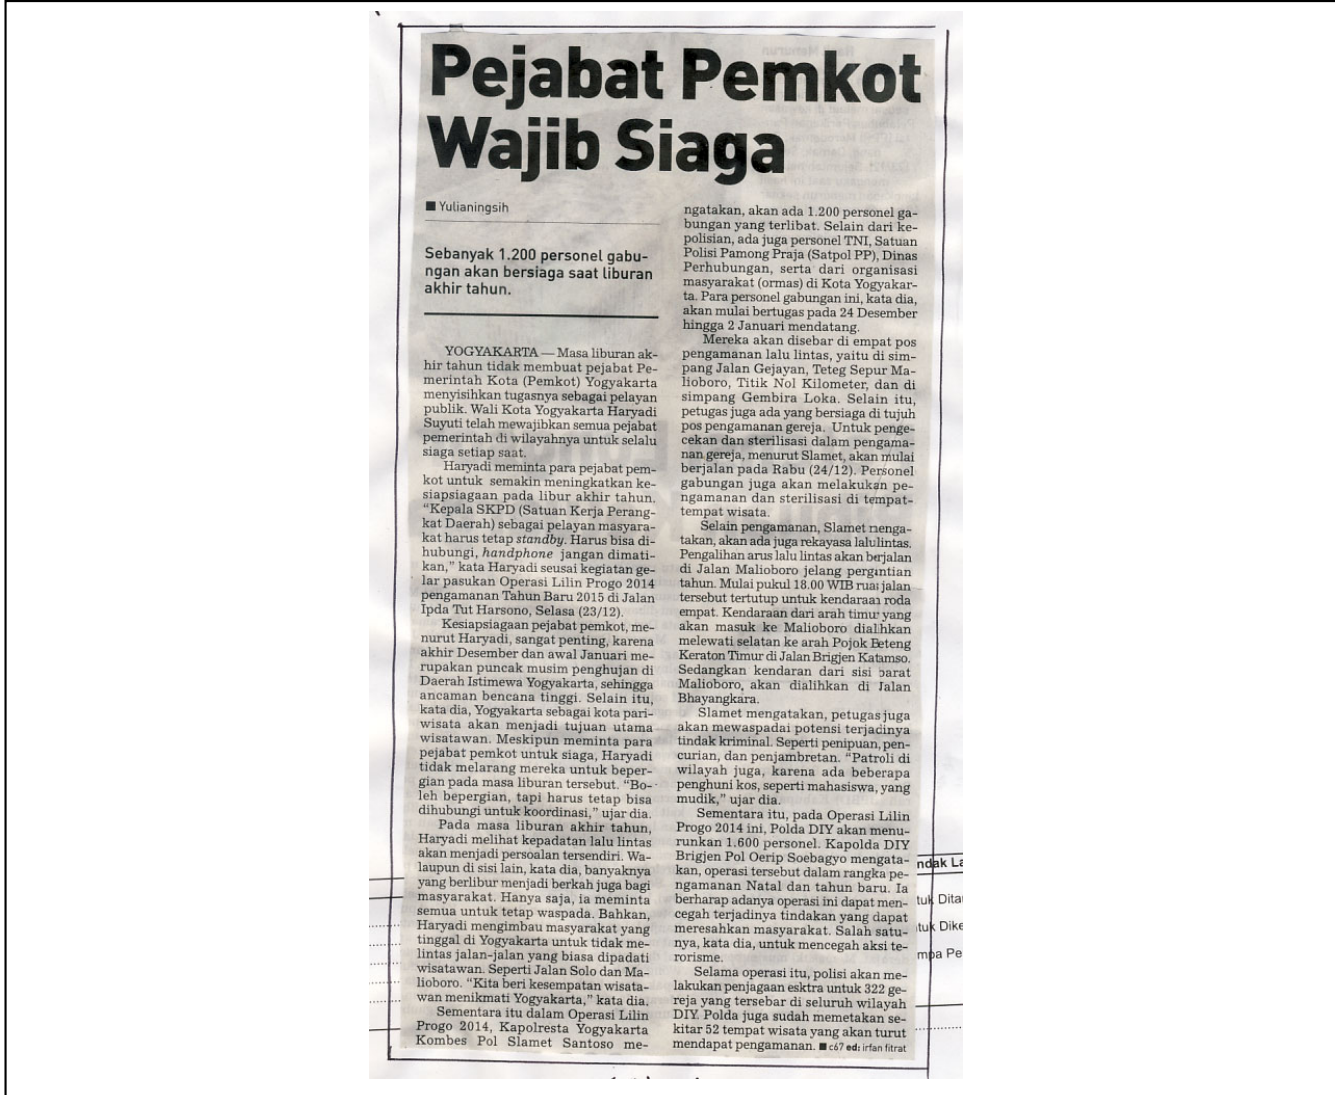 Pejabat Pemkot
Wajib Siaga
■ Yulianingsih
Sebanyak 1.200 personel gabu-
ngan akan bersiaga saat liburan
akhir tahun.
YOGYAKARTA — Masa liburan ak-
hir tahun tidak membuat pejabat Pe-
merintah Kota (Pemkot) Yogyakarta
menyisihkan tugasnya sebagai pelayan
publik. Wali Kota Yogyakarta Haryadi
Suyuti telah mewajibkan semua pejabat
pemerintah di wilayahnya untuk selalu
siaga setiap saat.
Haryadi meminta para pejabat pem-
kot untuk semakin meningkatkan ke-
siapsiagaan pada libur akhir tahun.
“Kepala SKPD (Satuan Kerja Perang-
kat Daerah) sebagai pelayan masyara-
kat harus tetap standby. Harus bisa di-
hubungi, handphone jangan dimati-
kan,” kata Haryadi seusai kegiatan ge-
lar pasukan Operasi Lilin Progo 2014
pengamanan Tahun Baru 2015 di Jalan
Ipda Tut Harsono, Selasa (23/12).
Kesiapsiagaan pejabat pemkot, me-
nurut Haryadi, sangat penting, karena
akhir Desember dan awal Januari me-
rupakan puncak musim penghujan di
Daerah Istimewa Yogyakarta, sehingga
ancaman bencana tinggi. Selain itu,
kata dia, Yogyakarta sebagai kota pari-
wisata akan menjadi tujuan utama
wisatawan. Meskipun meminta para
pejabat pemkot untuk siaga, Haryadi
tidak melarang mereka untuk beper-
gian pada masa liburan tersebut. “Bo-
leh bepergian, tapi harus tetap bisa
dihubungi untuk koordinasi,” ujar dia.
Pada masa liburan akhir tahun,
Haryadi melihat kepadatan lalu lintas
akan menjadi persoalan tersendiri. Wa-
laupun di sisi lain, kata dia, banyaknya
yang berlibur menjadi berkah juga bagi
masyarakat. Hanya saja, ia meminta
semua untuk tetap waspada. Bahkan,
Haryadi mengimbau masyarakat yang
tinggal di Yogyakarta untuk tidak me-
lintas jalan-jalan yang biasa dipadati
wisatawan. Seperti Jalan Solo dan Ma-
lioboro. “Kita beri kesempatan wisata-
wan menikmati Yogyakarta,” kata dia.
Sementara itu dalam Operasi Lilin
Progo 2014, Kapolresta Yogyakarta
Kombes Pol Slamet Santoso me-
ngatakan, akan ada 1.200 personel ga-
bungan yang terlibat. Selain dari ke-
polisian, ada juga personel TNI, Satuan
Polisi Pamong Praja (Satpol PP), Dinas
Perhubungan, serta dari organisasi
masyarakat (ormas) di Kota Yogyakar-
ta. Para personel gabungan ini, kata dia,
akan mulai bertugas pada 24 Desember
hingga 2 Januari mendatang.
Mereka akan disebar di empat pos
pengamanan lalu lintas, yaitu di sim-
pang Jalan Gejayan, Teteg Sepur Ma-
lioboro, Titik Nol Kilometer, dan di
simpang Gembira Loka. Selain itu,
petugas juga ada yang bersiaga di tujuh
pos pengamanan gereja. Untuk penge-
cekan dan sterilisasi dalam pengama-
nan gereja, menurut Slamet, akan mulai
berjalan pada Rabu (24/12). Personel
gabungan juga akan melakukan pe-
ngamanan dan sterilisasi di tempat-
tempat wisata.
Selain pengamanan, Slamet menga-
takan, akan ada juga rekayasa lalulintas.
Pengalihan arus lalu lintas akan berjalan
di Jalan Malioboro jelang pergantian
tahun. Mulai pukul 18.00 WIB ruas jalan
tersebut tertutup untuk kendaraan roda
empat. Kendaraan dari arah timur yang
akan masuk ke Malioboro dialihkan
melewati selatan ke arah Pojok Beteng
Keraton Timur di Jalan Brigjen Katamso.
Sedangkan kendaran dari sisi barat
Malioboro, akan dialihkan di Jalan
Bhayangkara.
Slamet mengatakan, petugas juga
akan mewaspadai potensi terjadinya
tindak kriminal. Seperti penipuan, pen-
curian, dan penjambretan. “Patroli di
wilayah juga, karena ada beberapa
penghuni kos, seperti mahasiswa, yang
mudik,” ujar dia.
Sementara itu, pada Operasi Lilin
Progo 2014 ini, Polda DIY akan menu-
runkan 1.600 personel. Kapolda DIY
Brigjen Pol Oerip Soebagyo mengata-
kan, operasi tersebut dalam rangka pe-
ngamanan Natal dan tahun baru. Ia
berharap adanya operasi ini dapat men-
cegah terjadinya tindakan yang dapat
meresahkan masyarakat. Salah satu-
nya, kata dia, untuk mencegah aksi te-
rorisme.
Selama operasi itu, polisi akan me-
lakukan penjagaan esktra untuk 322 ge-
reja yang tersebar di seluruh wilayah
DIY. Polda juga sudah memetakan se-
kitar 52 tempat wisata yang akan turut
mendapat pengamanan. ■ c67 ed: irfan fitrat
ndak La
tuk Dita
tuk Dike
mpa Pe